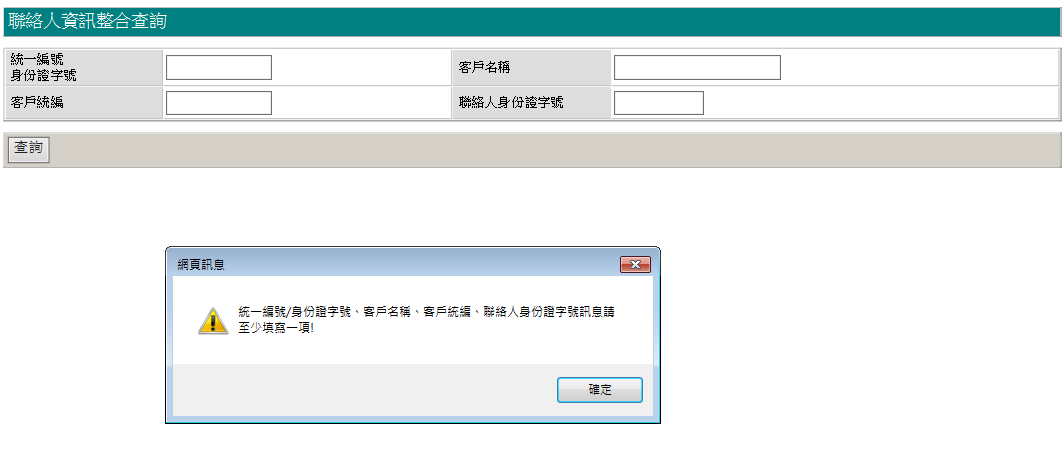 聯絡人資訊整合查詢
統一編號
身份證字號
客戶名稱
客戶統編
聯絡人身份證字號
查詢
網頁訊息
統一編號/身份證字號、客戶名稱、客戶統編、聯絡人身份證字號訊息請
至少填寫一項!
確定